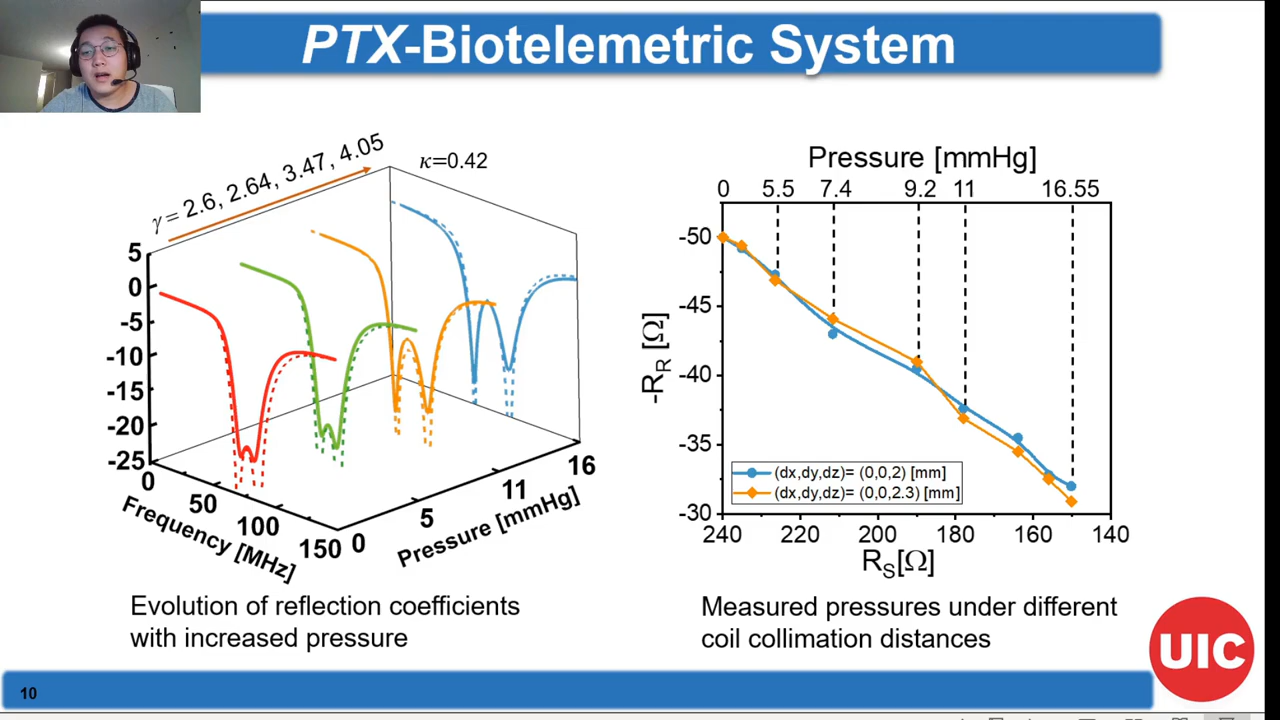 PTX-Biotelemetric System
γ = 2.6, 2.64, 3.47, 4.05
κ=0.42
5
0
-5
-10
-15
-20
-25
0
50
100
150
Frequency [MHz]
0
5
11
16
Pressure [mmHg]
Evolution of reflection coefficients
with increased pressure
Pressure [mmHg]
0 5.5 7.4 9.2 11 16.55
-50
-45
-40
-35
-30
-R_R [Ω]
(dx,dy,dz)= (0,0,2) [mm]
(dx,dy,dz)= (0,0,2.3) [mm]
240 220 200 180 160 140
R_S[Ω]
Measured pressures under different
coil collimation distances
UIC
10